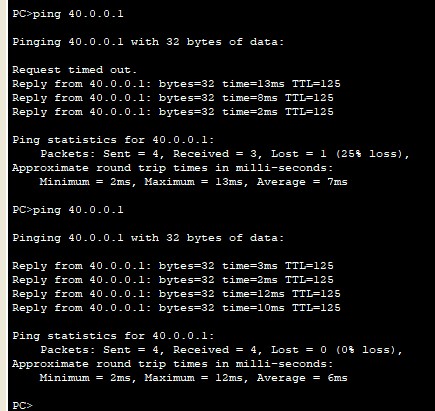 PC>ping 40.0.0.1
Pinging 40.0.0.1 with 32 bytes of data:
Request timed out.
Reply from 40.0.0.1: bytes=32 time=13ms TTL=125
Reply from 40.0.0.1: bytes=32 time=8ms TTL=125
Reply from 40.0.0.1: bytes=32 time=2ms TTL=125
Ping statistics for 40.0.0.1:
    Packets: Sent = 4, Received = 3, Lost = 1 (25% loss),
Approximate round trip times in milli-seconds:
    Minimum = 2ms, Maximum = 13ms, Average = 7ms
PC>ping 40.0.0.1
Pinging 40.0.0.1 with 32 bytes of data:
Reply from 40.0.0.1: bytes=32 time=3ms TTL=125
Reply from 40.0.0.1: bytes=32 time=2ms TTL=125
Reply from 40.0.0.1: bytes=32 time=12ms TTL=125
Reply from 40.0.0.1: bytes=32 time=10ms TTL=125
Ping statistics for 40.0.0.1:
    Packets: Sent = 4, Received = 4, Lost = 0 (0% loss),
Approximate round trip times in milli-seconds:
    Minimum = 2ms, Maximum = 12ms, Average = 6ms
PC>